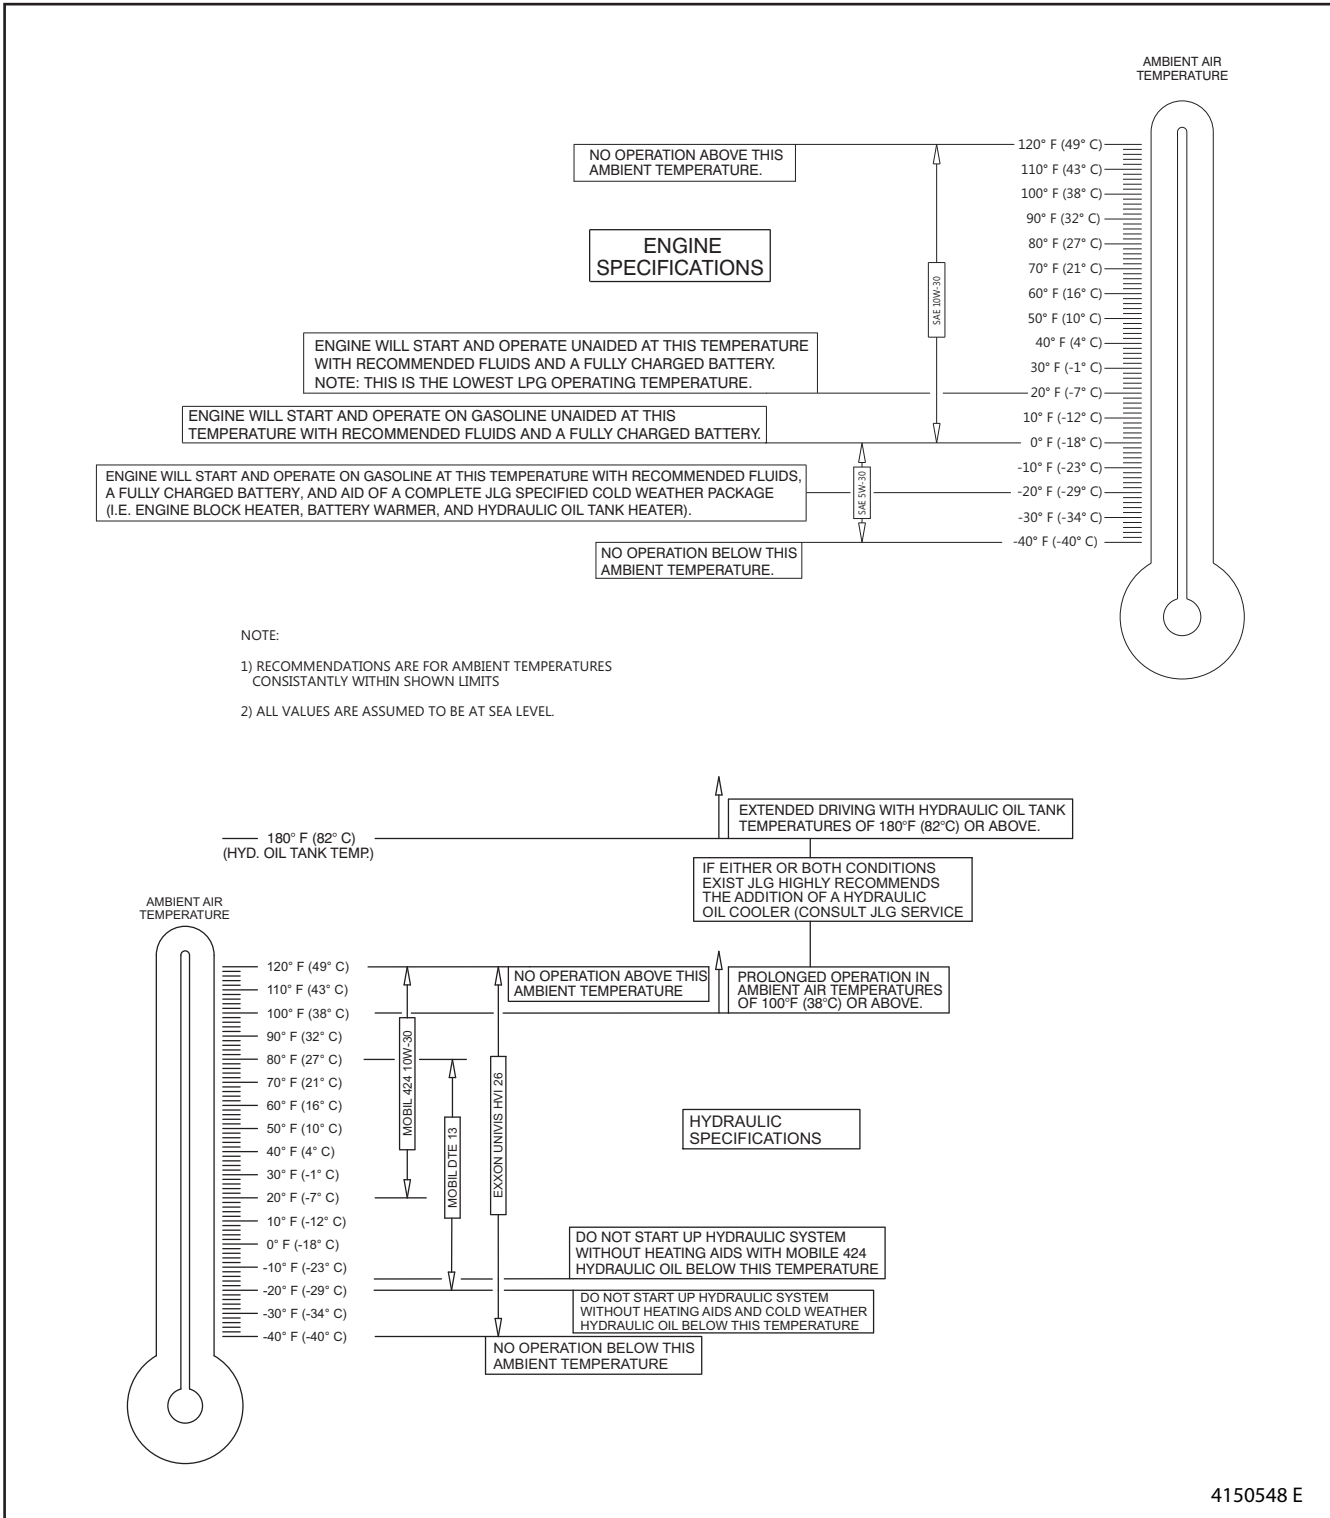 AMBIENT AIR
TEMPERATURE
120° F (49° C)
110° F (43° C)
100° F (38° C)
90° F (32° C)
80° F (27° C)
70° F (21° C)
60° F (16° C)
50° F (10° C)
40° F (4° C)
30° F (-1° C)
20° F (-7° C)
10° F (-12° C)
0° F (-18° C)
-10° F (-23° C)
-20° F (-29° C)
-30° F (-34° C)
-40° F (-40° C)
NO OPERATION ABOVE THIS
AMBIENT TEMPERATURE.
ENGINE
SPECIFICATIONS
SAE 10W-30
ENGINE WILL START AND OPERATE UNAIDED AT THIS TEMPERATURE
WITH RECOMMENDED FLUIDS AND A FULLY CHARGED BATTERY.
NOTE: THIS IS THE LOWEST LPG OPERATING TEMPERATURE.
ENGINE WILL START AND OPERATE ON GASOLINE UNAIDED AT THIS
TEMPERATURE WITH RECOMMENDED FLUIDS AND A FULLY CHARGED BATTERY.
ENGINE WILL START AND OPERATE ON GASOLINE AT THIS TEMPERATURE WITH RECOMMENDED FLUIDS,
A FULLY CHARGED BATTERY, AND AID OF A COMPLETE JLG SPECIFIED COLD WEATHER PACKAGE
(I.E. ENGINE BLOCK HEATER, BATTERY WARMER, AND HYDRAULIC OIL TANK HEATER).
SAE 5W-30
NO OPERATION BELOW THIS
AMBIENT TEMPERATURE.
NOTE:
1) RECOMMENDATIONS ARE FOR AMBIENT TEMPERATURES
CONSISTANTLY WITHIN SHOWN LIMITS
2) ALL VALUES ARE ASSUMED TO BE AT SEA LEVEL.
EXTENDED DRIVING WITH HYDRAULIC OIL TANK
TEMPERATURES OF 180°F (82°C) OR ABOVE.
180° F (82° C)
(HYD. OIL TANK TEMP.)
IF EITHER OR BOTH CONDITIONS
EXIST JLG HIGHLY RECOMMENDS
THE ADDITION OF A HYDRAULIC
OIL COOLER (CONSULT JLG SERVICE
AMBIENT AIR
TEMPERATURE
120° F (49° C)
110° F (43° C)
100° F (38° C)
90° F (32° C)
80° F (27° C)
70° F (21° C)
60° F (16° C)
50° F (10° C)
40° F (4° C)
30° F (-1° C)
20° F (-7° C)
10° F (-12° C)
0° F (-18° C)
-10° F (-23° C)
-20° F (-29° C)
-30° F (-34° C)
-40° F (-40° C)
MOBIL 424 10W-30
MOBIL DTE 13
EXXON UNIVIS HVI 26
NO OPERATION ABOVE THIS
AMBIENT TEMPERATURE
PROLONGED OPERATION IN
AMBIENT AIR TEMPERATURES
OF 100°F (38°C) OR ABOVE.
HYDRAULIC
SPECIFICATIONS
DO NOT START UP HYDRAULIC SYSTEM
WITHOUT HEATING AIDS WITH MOBILE 424
HYDRAULIC OIL BELOW THIS TEMPERATURE
DO NOT START UP HYDRAULIC SYSTEM
WITHOUT HEATING AIDS AND COLD WEATHER
HYDRAULIC OIL BELOW THIS TEMPERATURE
NO OPERATION BELOW THIS
AMBIENT TEMPERATURE
4150548 E